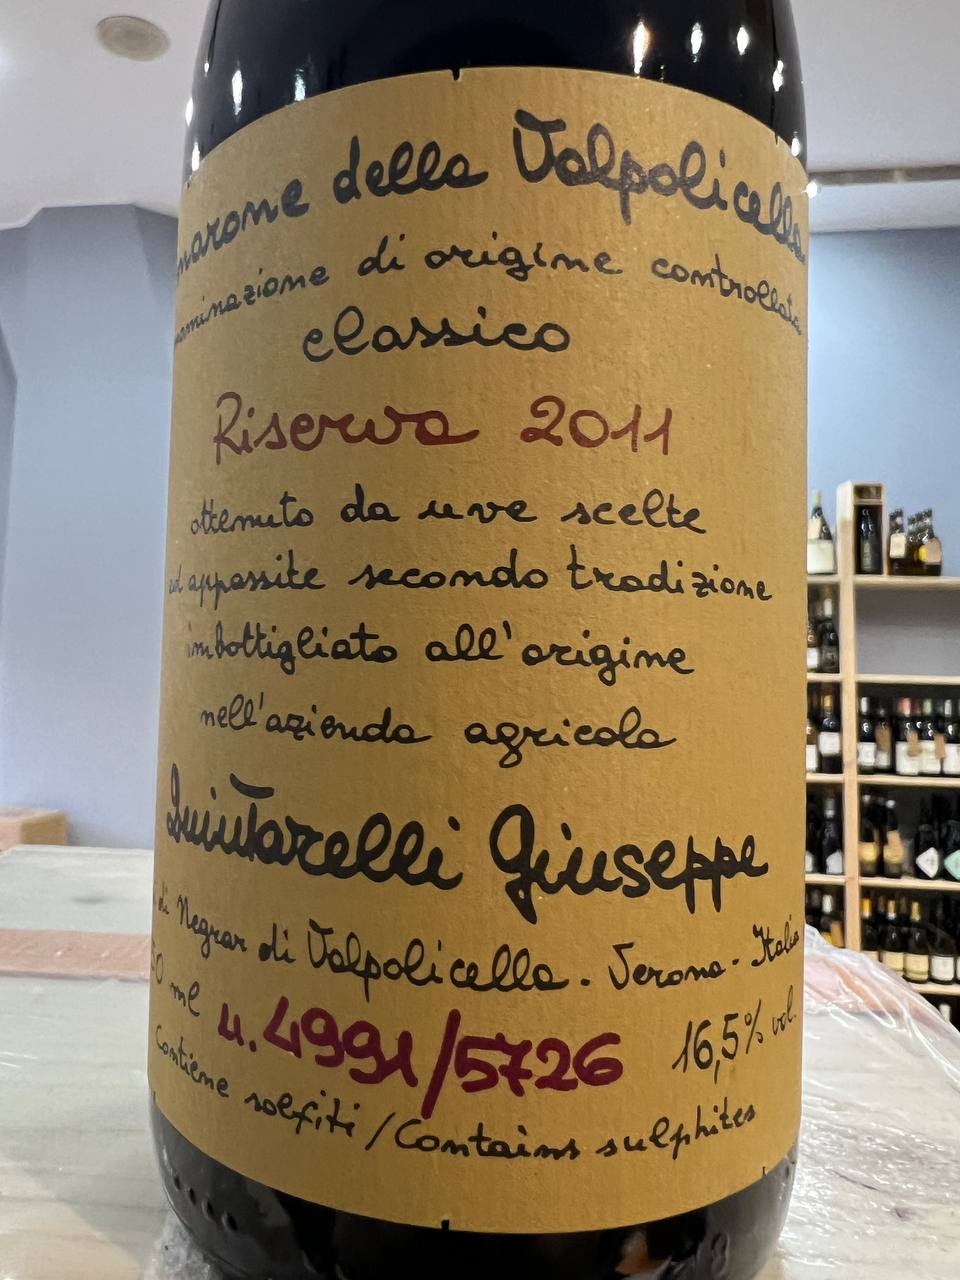 marone della Valpolicella
ominazione di origine controllata
classico
Riserva 2011
ottenuto da uve scelte
ed appassite secondo tradizione
imbottigliato all'origine
nell'azienda agricola
Quintarelli Giuseppe
di Negrar di Valpolicella - Verona - Italia
50 ml n. 4991/5726 16,5% vol.
Contiene solfiti / Contains sulphites